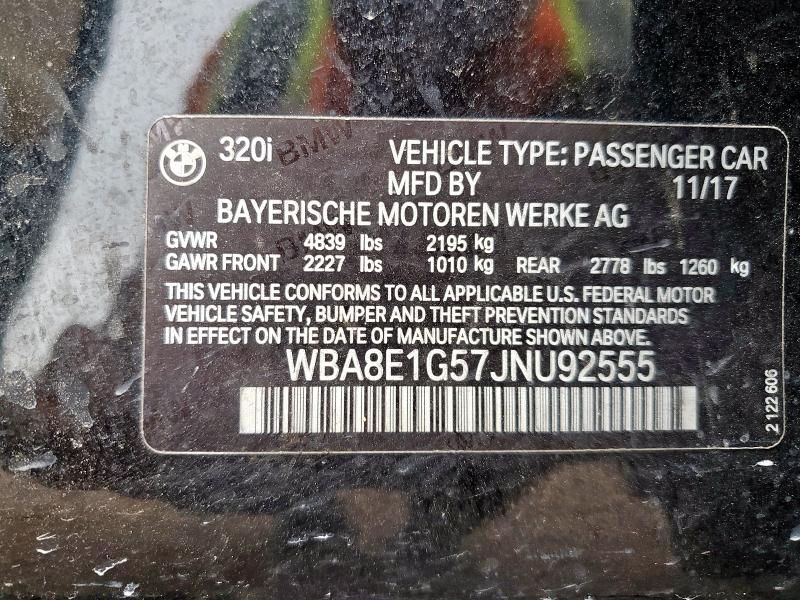 BMW 320i VEHICLE TYPE: PASSENGER CAR
MFD BY 11/17
BAYERISCHE MOTOREN WERKE AG
GVWR 4839 lbs 2195 kg
GAWR FRONT 2227 lbs 1010 kg REAR 2778 lbs 1260 kg
THIS VEHICLE CONFORMS TO ALL APPLICABLE U.S. FEDERAL MOTOR
VEHICLE SAFETY, BUMPER AND THEFT PREVENTION STANDARDS
IN EFFECT ON THE DATE OF MANUFACTURE SHOWN ABOVE.
WBA8E1G57JNU92555
2 122 606
BMW
BMW